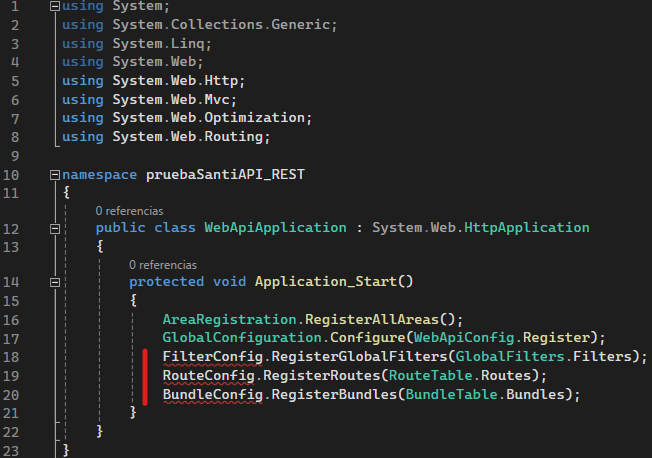 1 using System;
2 using System.Collections.Generic;
3 using System.Linq;
4 using System.Web;
5 using System.Web.Http;
6 using System.Web.Mvc;
7 using System.Web.Optimization;
8 using System.Web.Routing;
9
10 namespace pruebaSantiAPI_REST
11 {
0 referencias
12 public class WebApiApplication : System.Web.HttpApplication
13 {
0 referencias
14 protected void Application_Start()
15 {
16 AreaRegistration.RegisterAllAreas();
17 GlobalConfiguration.Configure(WebApiConfig.Register);
18 FilterConfig.RegisterGlobalFilters(GlobalFilters.Filters);
19 RouteConfig.RegisterRoutes(RouteTable.Routes);
20 BundleConfig.RegisterBundles(BundleTable.Bundles);
21 }
22 }
23 }